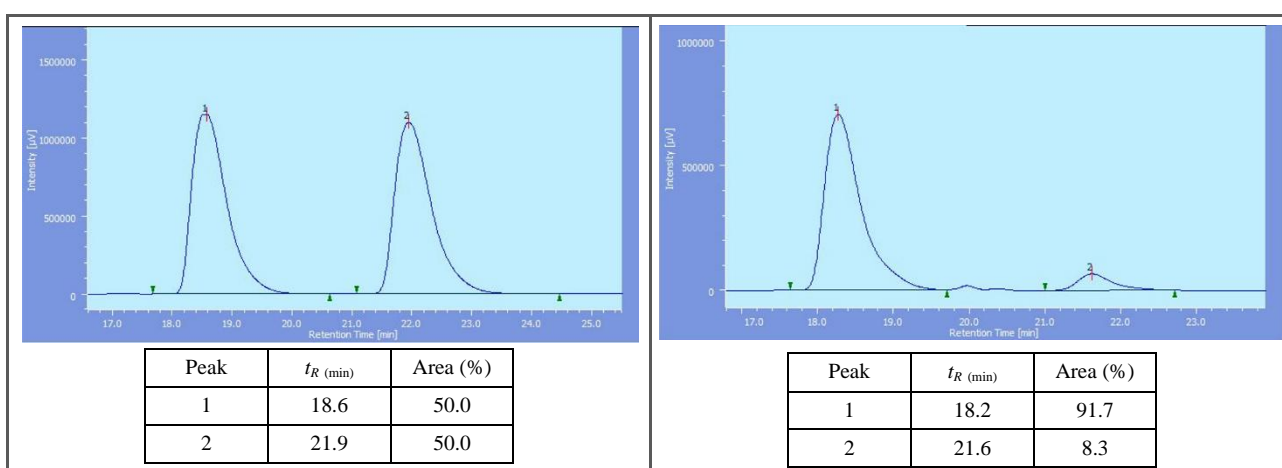 1500000
1000000
500000
0
Intensity [µV]
1
2
17.0 18.0 19.0 20.0 21.0 22.0 23.0 24.0 25.0
Retention Time [min]
Peak tR (min) Area (%)
1 18.6 50.0
2 21.9 50.0
1000000
500000
0
Intensity [µV]
1
2
17.0 18.0 19.0 20.0 21.0 22.0 23.0
Retention Time [min]
Peak tR (min) Area (%)
1 18.2 91.7
2 21.6 8.3